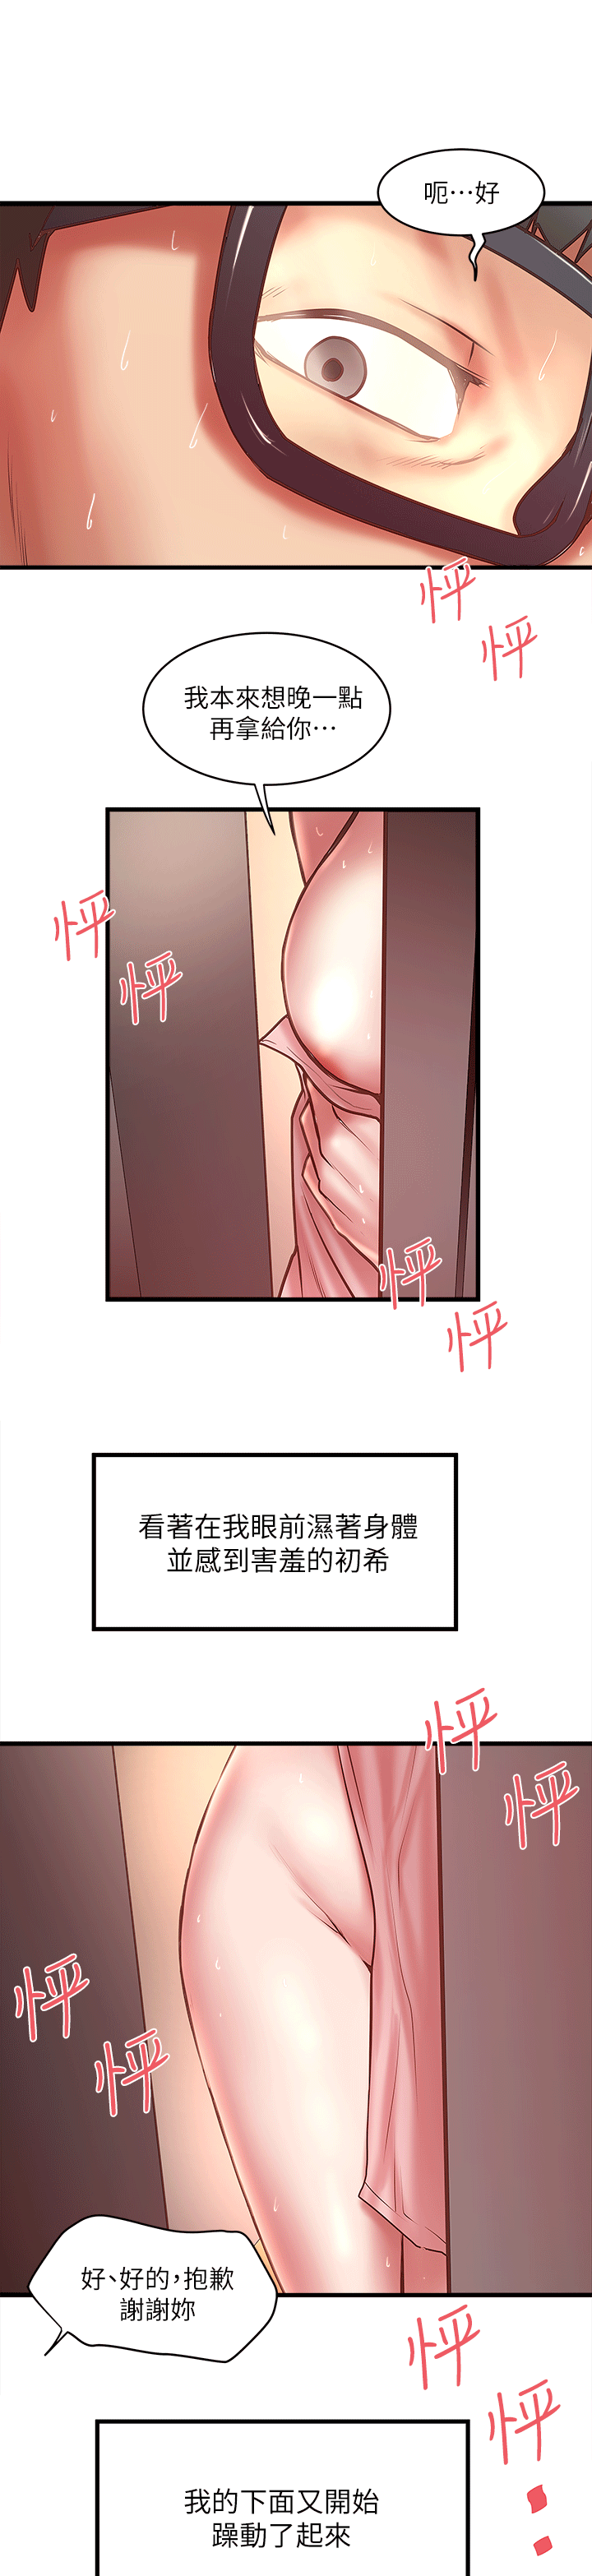 呃⋯好
怦
怦
我本來想晚一點
再拿給你⋯
怦
怦
怦
怦
看著在我眼前濕著身體
並感到害羞的初希
怦
怦
怦
怦
好、好的，抱歉
謝謝妳
怦
怦
我的下面又開始
躁動了起來